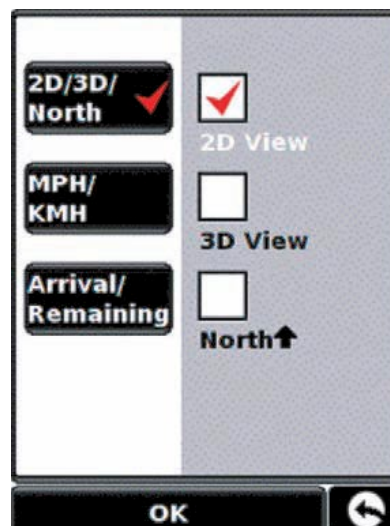 2D/3D/
North
2D View
MPH/
KMH
3D View
Arrival/
Remaining
North
OK